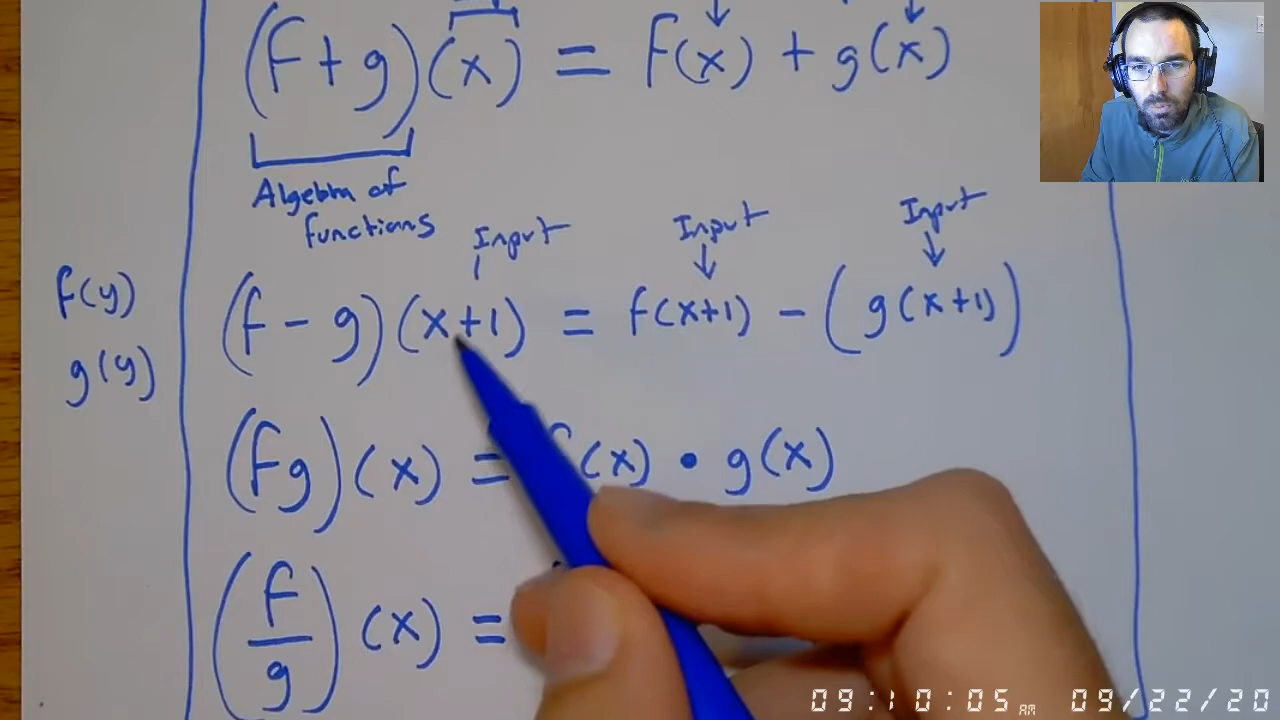 (f+g)(x) = f(x) + g(x)
Algebra of
functions
Input Input Input
f(y)
(f - g)(x+1) = f(x+1) - (g(x+1))
g(y)
(fg)(x) = f(x) • g(x)
(f/g)(x) =
09:10:05 AM 09/22/20